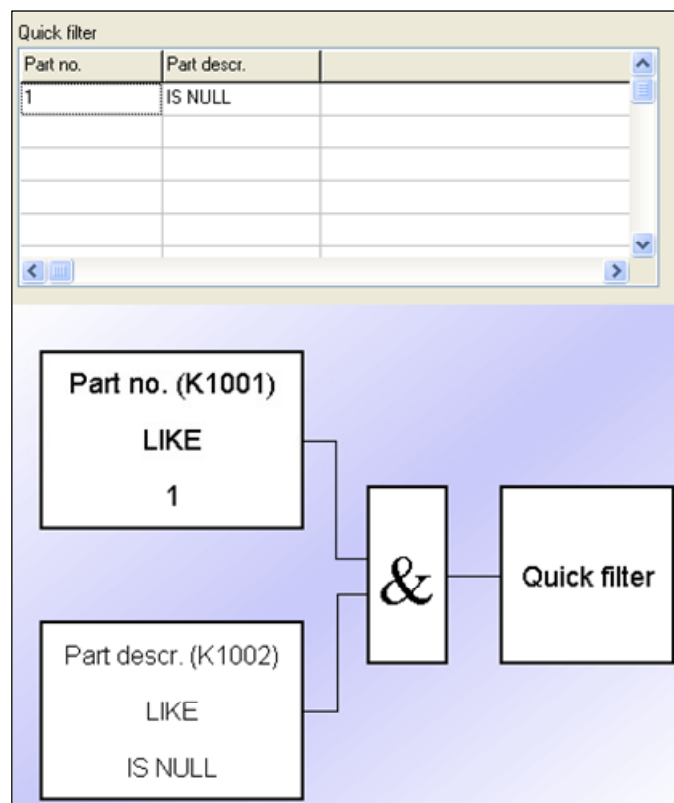 Quick filter
Part no. Part descr.
1 IS NULL
Part no. (K1001)
LIKE
1
&
Quick filter
Part descr. (K1002)
LIKE
IS NULL